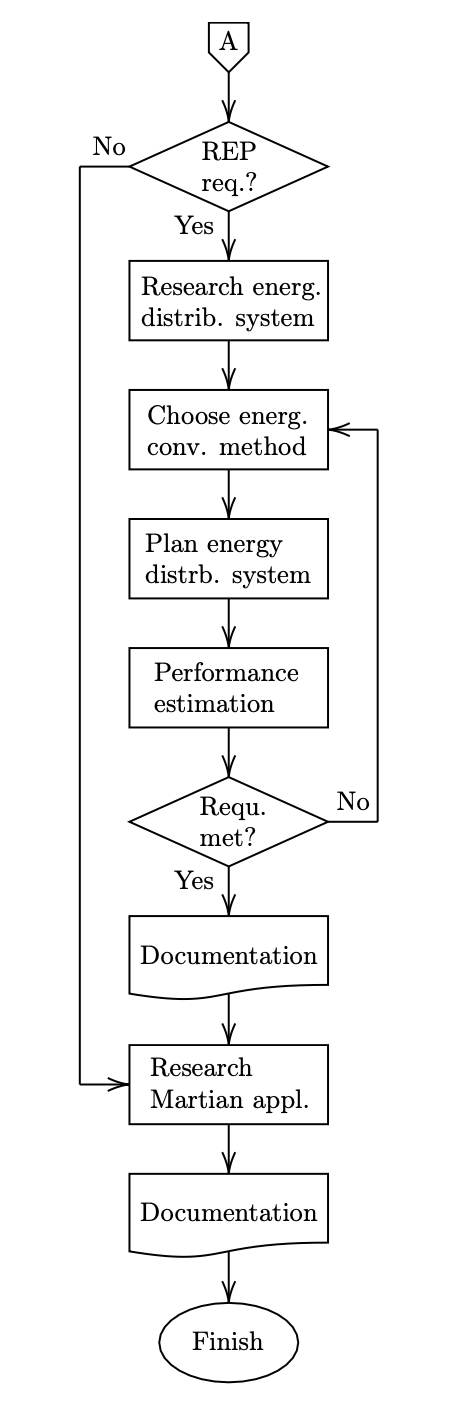 A
No
REP
req.?
Yes
Research energ.
distrib. system
Choose energ.
conv. method
Plan energy
distrb. system
Performance
estimation
Requ.
met?
No
Yes
Documentation
Research
Martian appl.
Documentation
Finish